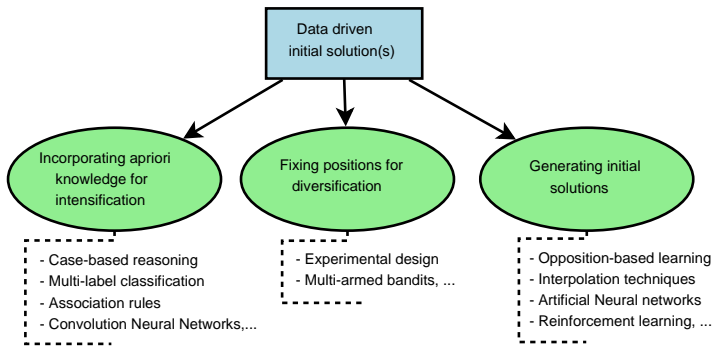 Data driven
initial solution(s)
Incorporating apriori
knowledge for
intensification
Fixing positions for
diversification
Generating initial
solutions
- Case-based reasoning
- Multi-label classification
- Association rules
- Convolution Neural Networks,...
- Experimental design
- Multi-armed bandits, ...
- Opposition-based learning
- Interpolation techniques
- Artificial Neural networks
- Reinforcement learning, ...